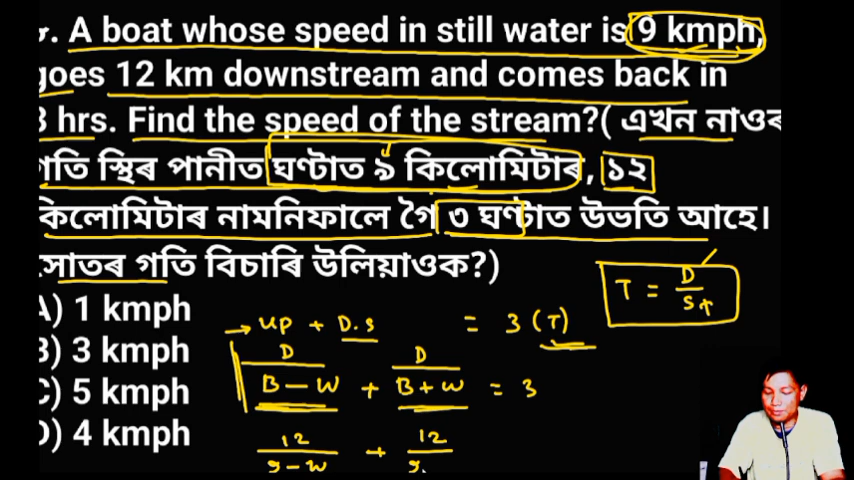 . A boat whose speed in still water is 9 kmph,
goes 12 km downstream and comes back in
3 hrs. Find the speed of the stream?( এখন নাওৰ
গতি স্থিৰ পানীত ঘণ্টাত ৯ কিলোমিটাৰ, ১২
কিলোমিটাৰ নামনিফালে গৈ ৩ ঘণ্টাত উভতি আহে।
সোতৰ গতি বিচাৰি উলিয়াওক?)
T = D/S
A) 1 kmph
UP + D.S = 3 (T)
B) 3 kmph
D/B-W + D/B+W = 3
C) 5 kmph
D) 4 kmph
12/9-W + 12/9